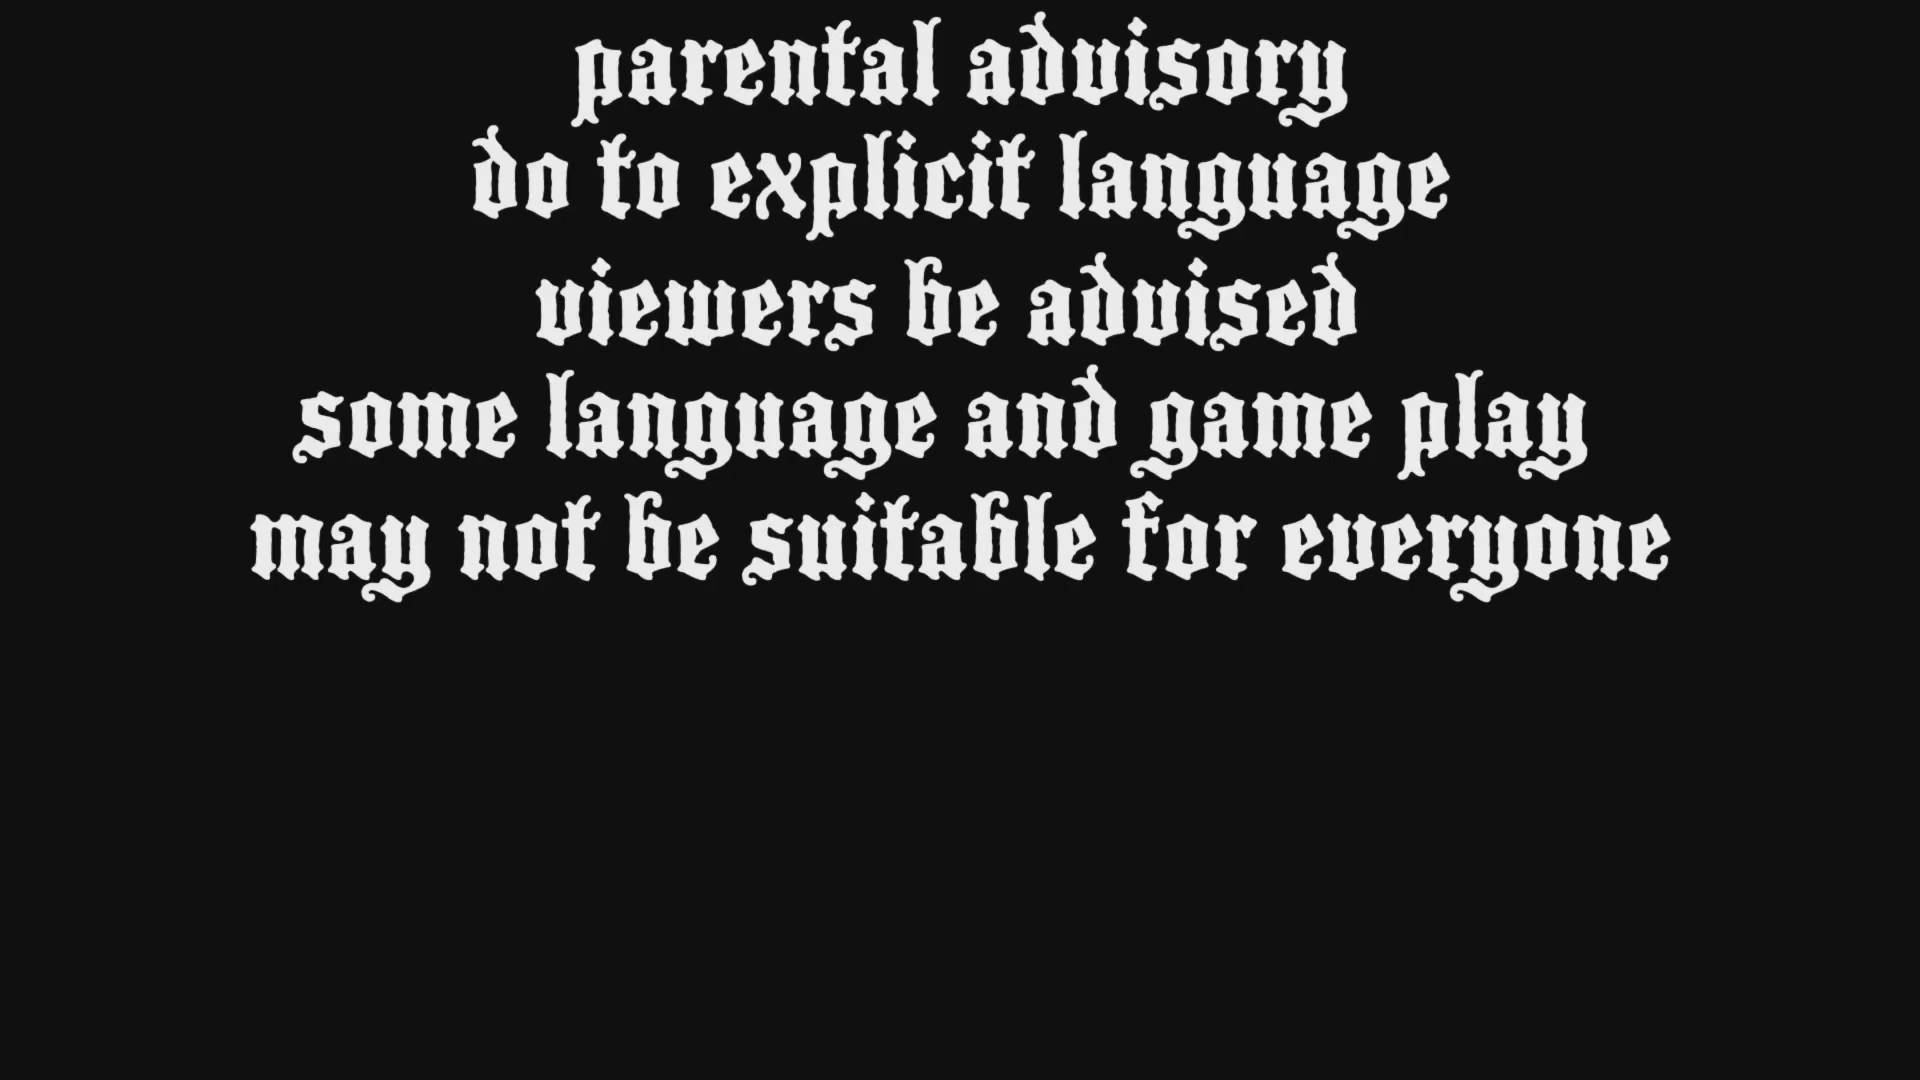 parental advisory
do to explicit language
viewers be advised
some language and game play
may not be suitable for everyone